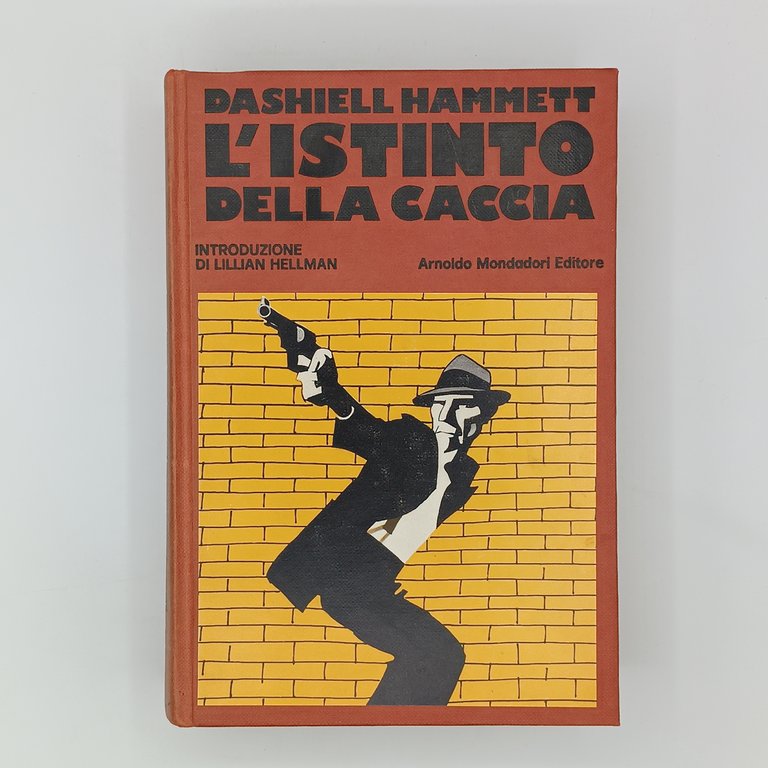 DASHIELL HAMMETT
L'ISTINTO
DELLA CACCIA
INTRODUZIONE
DI LILLIAN HELLMAN
Arnoldo Mondadori Editore